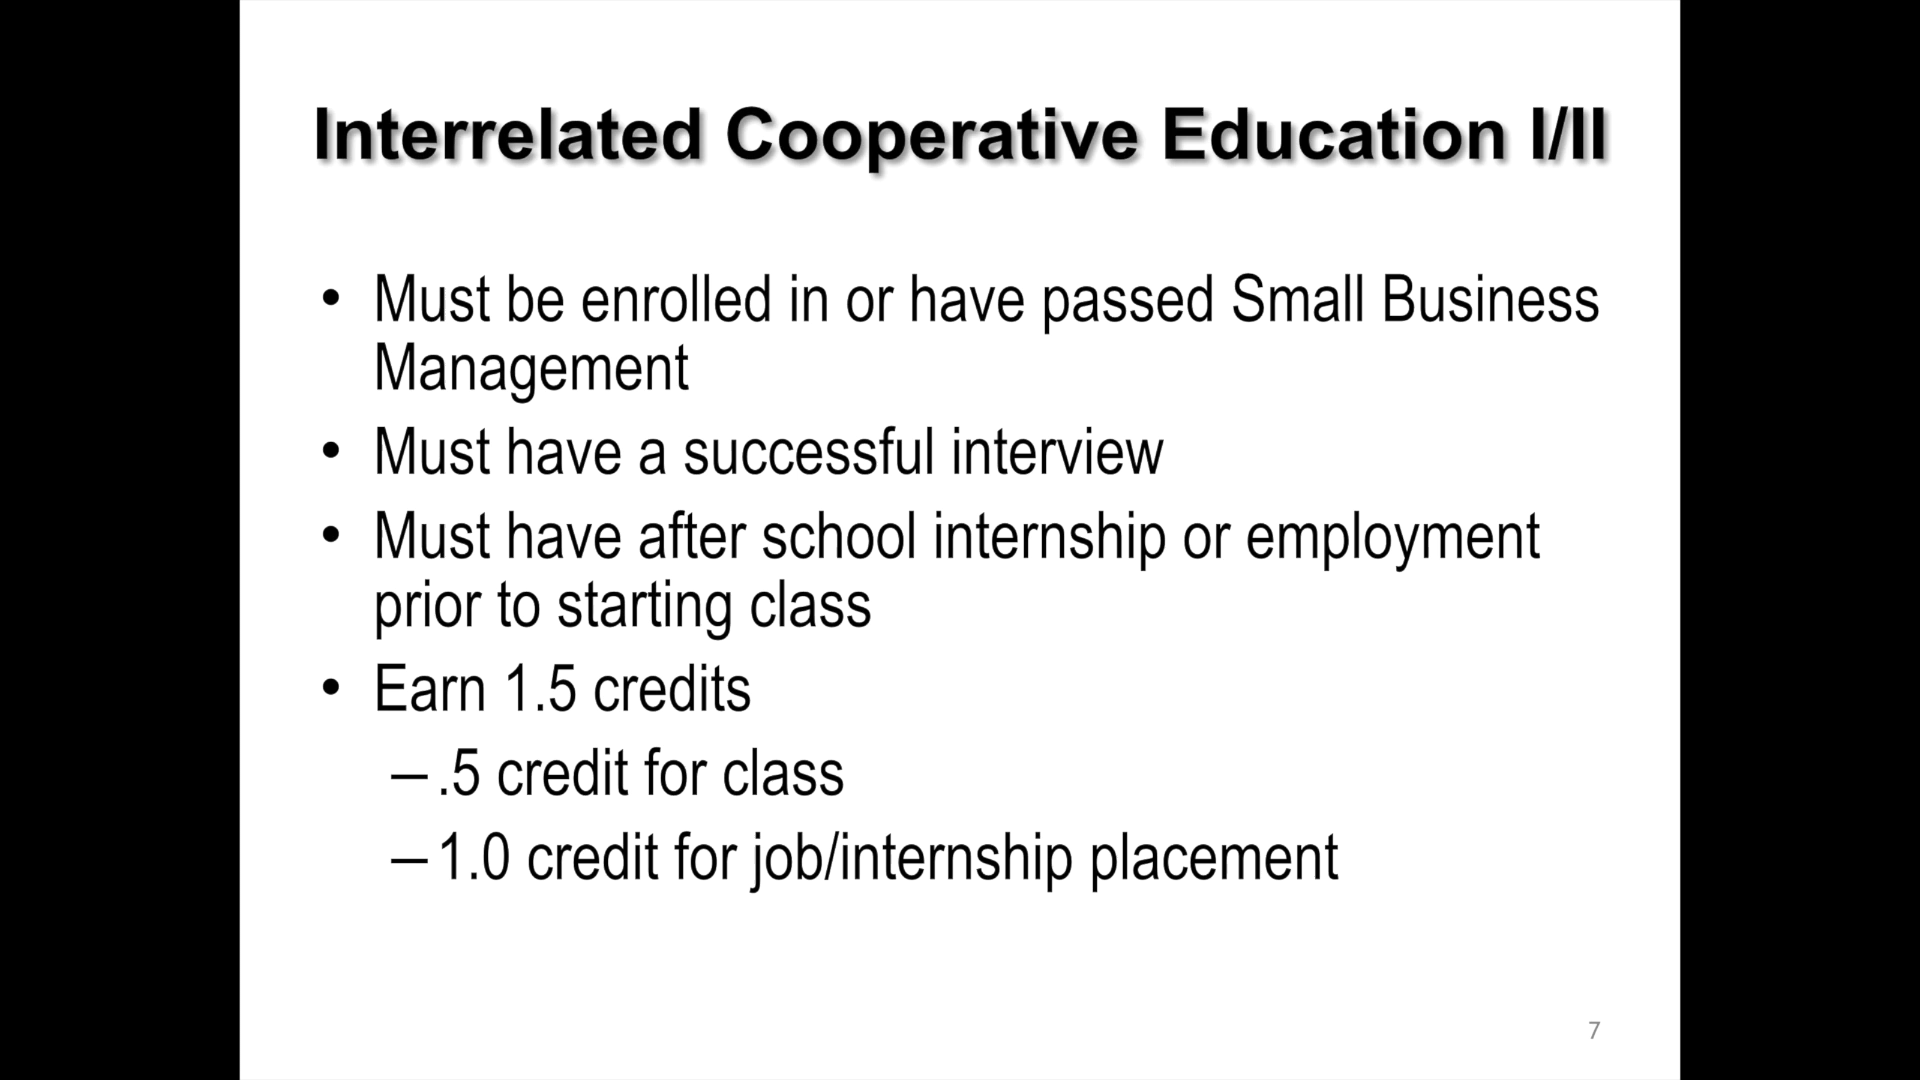 Interrelated Cooperative Education I/II
• Must be enrolled in or have passed Small Business
Management
• Must have a successful interview
• Must have after school internship or employment
prior to starting class
• Earn 1.5 credits
– .5 credit for class
– 1.0 credit for job/internship placement
7